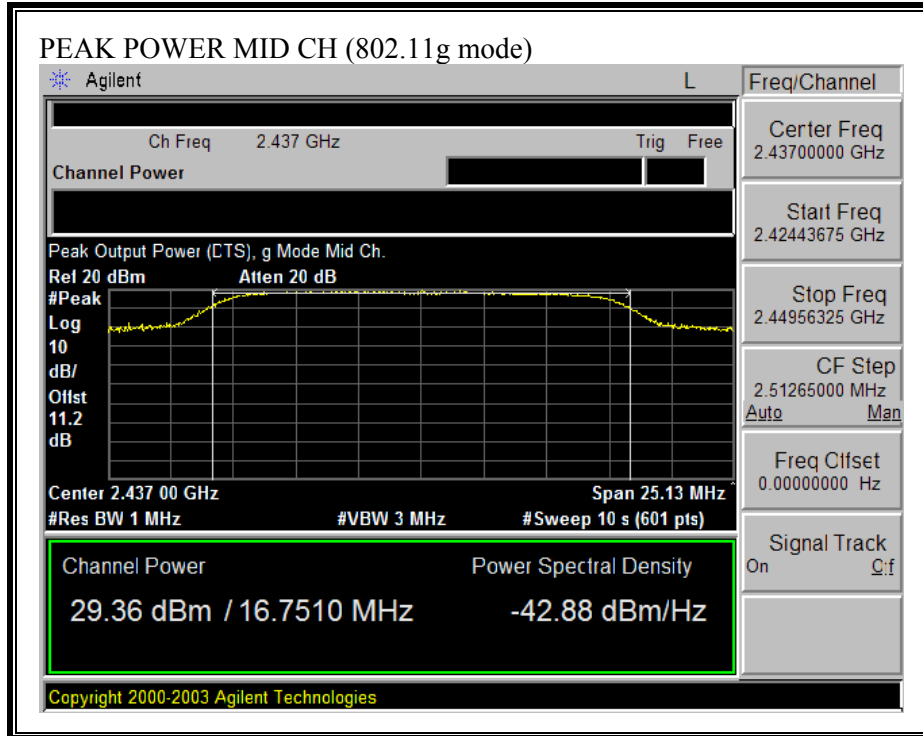 PEAK POWER MID CH (802.11g mode)
Agilent L
Freq/Channel
Ch Freq 2.437 GHz Trig Free
Channel Power
Center Freq
2.43700000 GHz
Start Freq
2.42443675 GHz
Stop Freq
2.44956325 GHz
CF Step
2.51265000 MHz
Auto Man
Freq Offset
0.00000000 Hz
Signal Track
On Off
Peak Output Power (DTS), g Mode Mid Ch.
Ref 20 dBm Atten 20 dB
#Peak
Log
10
dB/
Offst
11.2
dB
Center 2.437 00 GHz Span 25.13 MHz
#Res BW 1 MHz #VBW 3 MHz #Sweep 10 s (601 pts)
Channel Power Power Spectral Density
29.36 dBm / 16.7510 MHz -42.88 dBm/Hz
Copyright 2000-2003 Agilent Technologies